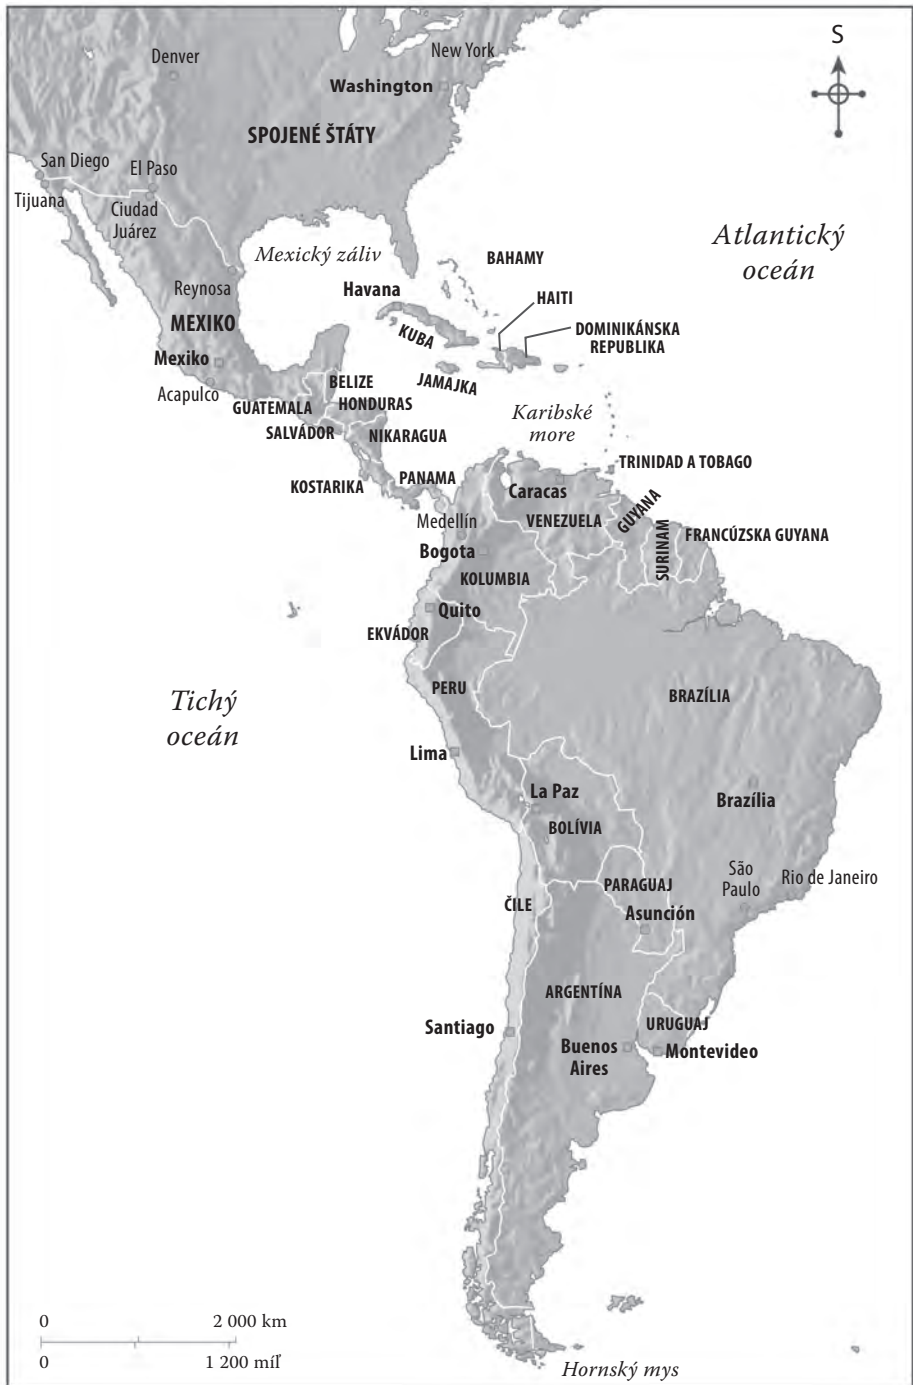 S
Denver
New York
Washington
SPOJENÉ ŠTÁTY
San Diego
El Paso
Tijuana
Ciudad
Juárez
Atlantický
oceán
Mexický záliv
BAHAMY
Reynosa
Havana
HAITI
MEXIKO
KUBA
DOMINIKÁNSKA
REPUBLIKA
Mexiko
Acapulco
BELIZE
JAMAJKA
GUATEMALA
HONDURAS
Karibské
more
SALVÁDOR
NIKARAGUA
KOSTARIKA
PANAMA
TRINIDAD A TOBAGO
Caracas
Medellín
VENEZUELA
GUYANA
SURINAM
FRANCÚZSKA GUYANA
Bogota
KOLUMBIA
Quito
EKVÁDOR
PERU
BRAZÍLIA
Tichý
oceán
Lima
La Paz
Brazília
BOLÍVIA
PARAGUAJ
São
Paulo
Rio de Janeiro
ČILE
Asunción
ARGENTÍNA
Santiago
URUGUAJ
Buenos
Aires
Montevideo
0 2 000 km
0 1 200 míľ
Hornský mys